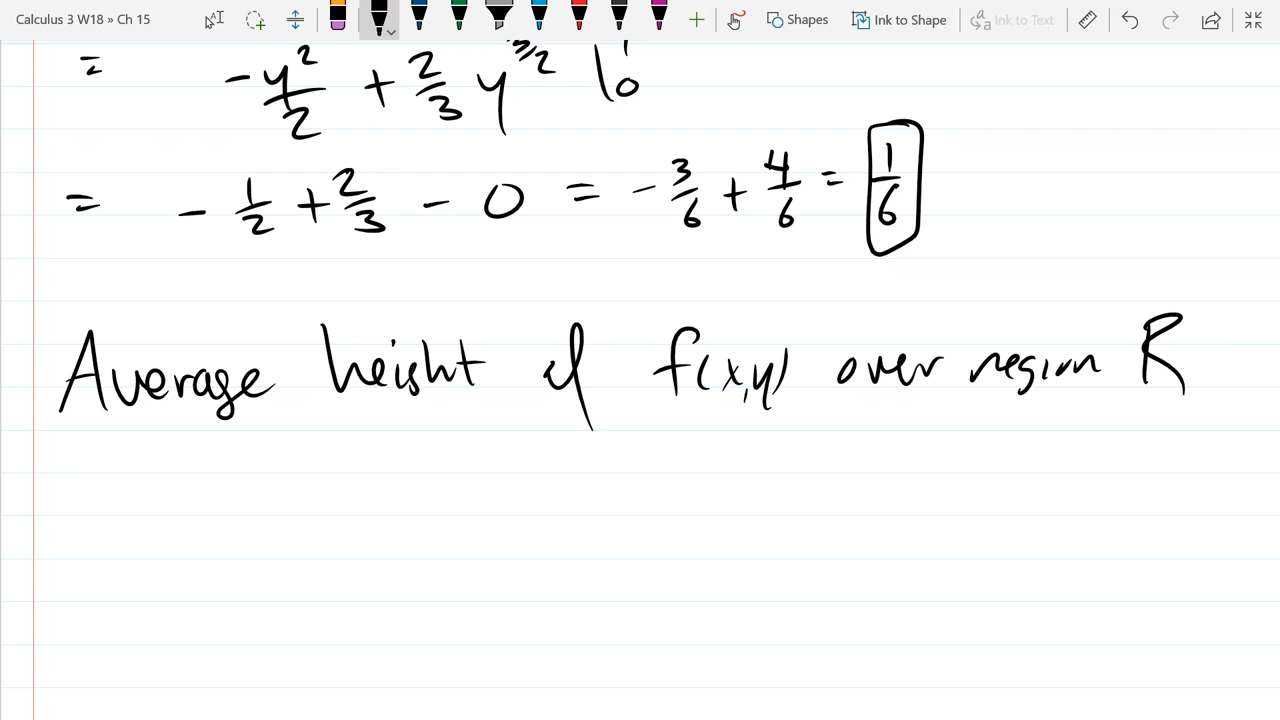 Calculus 3 W18 » Ch 15 Shapes Ink to Shape Ink to Text
= -y²/2 + 2/3 y^3/2 |₀¹
= - 1/2 + 2/3 - 0 = - 3/6 + 4/6 = 1/6
Average height of f(x,y) over region R